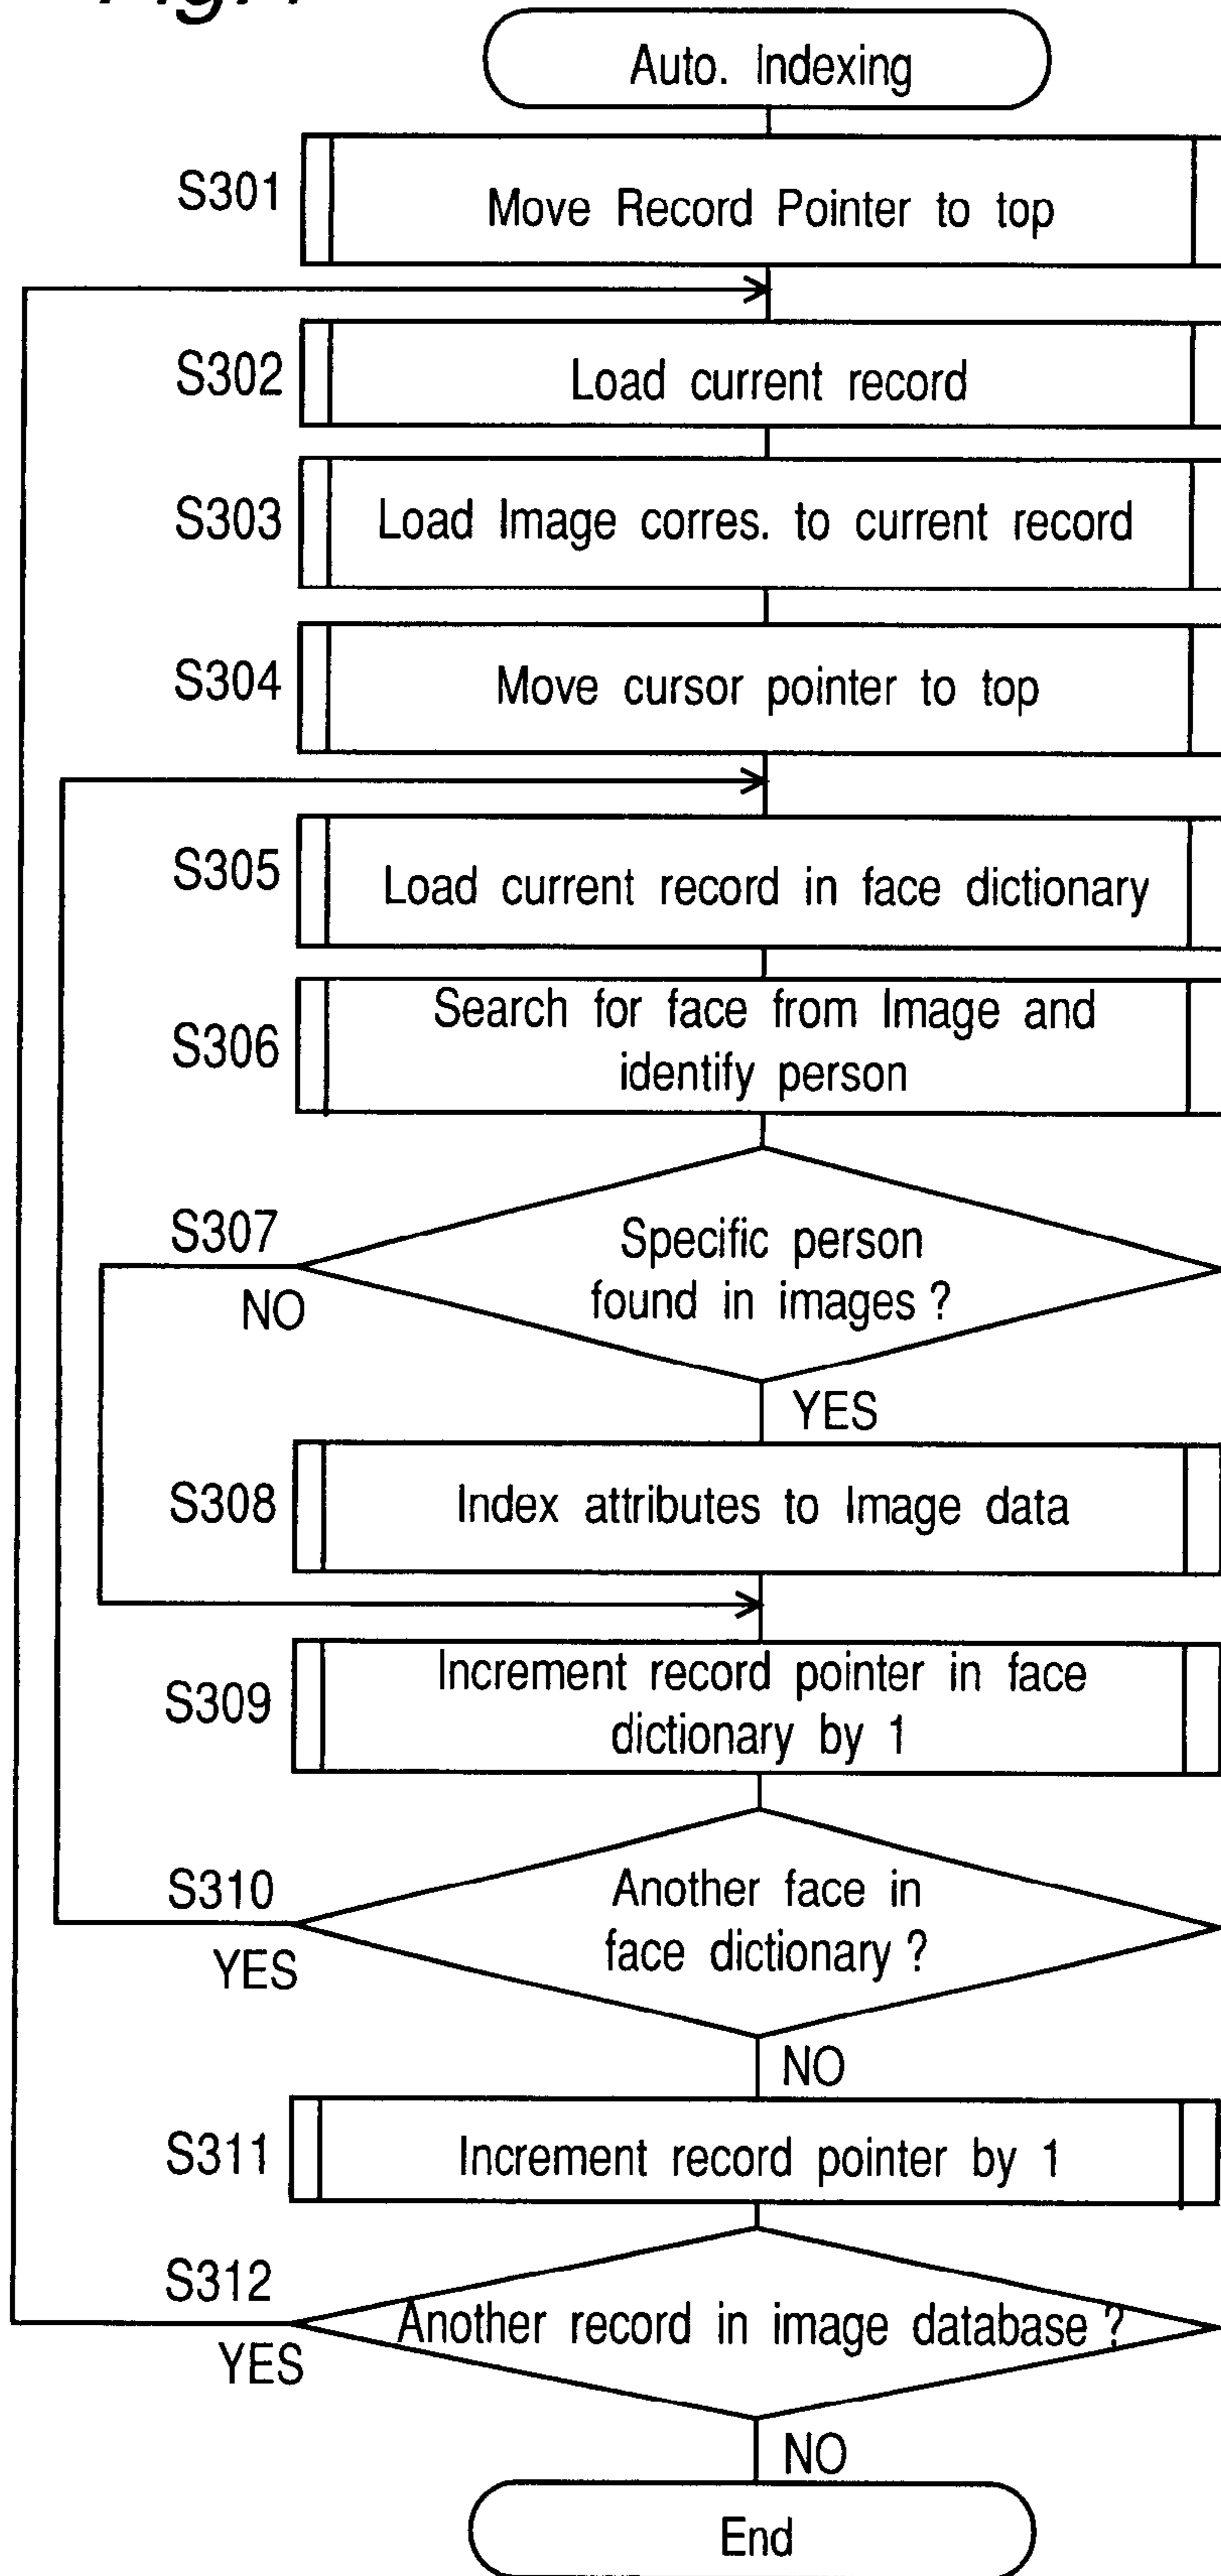 Auto. Indexing
S301
Move Record Pointer to top
S302
Load current record
S303
Load Image corres. to current record
S304
Move cursor pointer to top
S305
Load current record in face dictionary
S306
Search for face from Image and
identify person
S307
Specific person
found in images ?
NO
YES
S308
Index attributes to Image data
S309
Increment record pointer in face
dictionary by 1
S310
Another face in
face dictionary ?
YES
NO
S311
Increment record pointer by 1
S312
Another record in image database ?
YES
NO
End